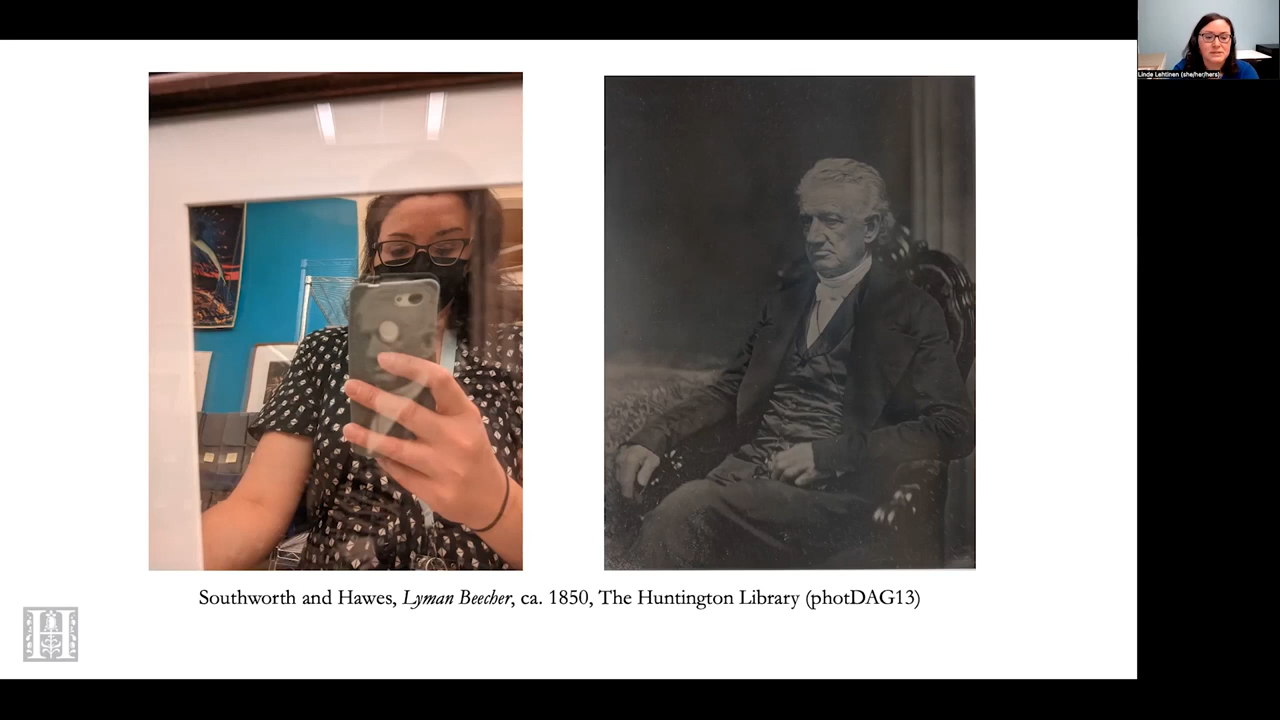 Linde Lehtinen (she/her/hers)
Southworth and Hawes, Lyman Beecher, ca. 1850, The Huntington Library (photDAG13)
H